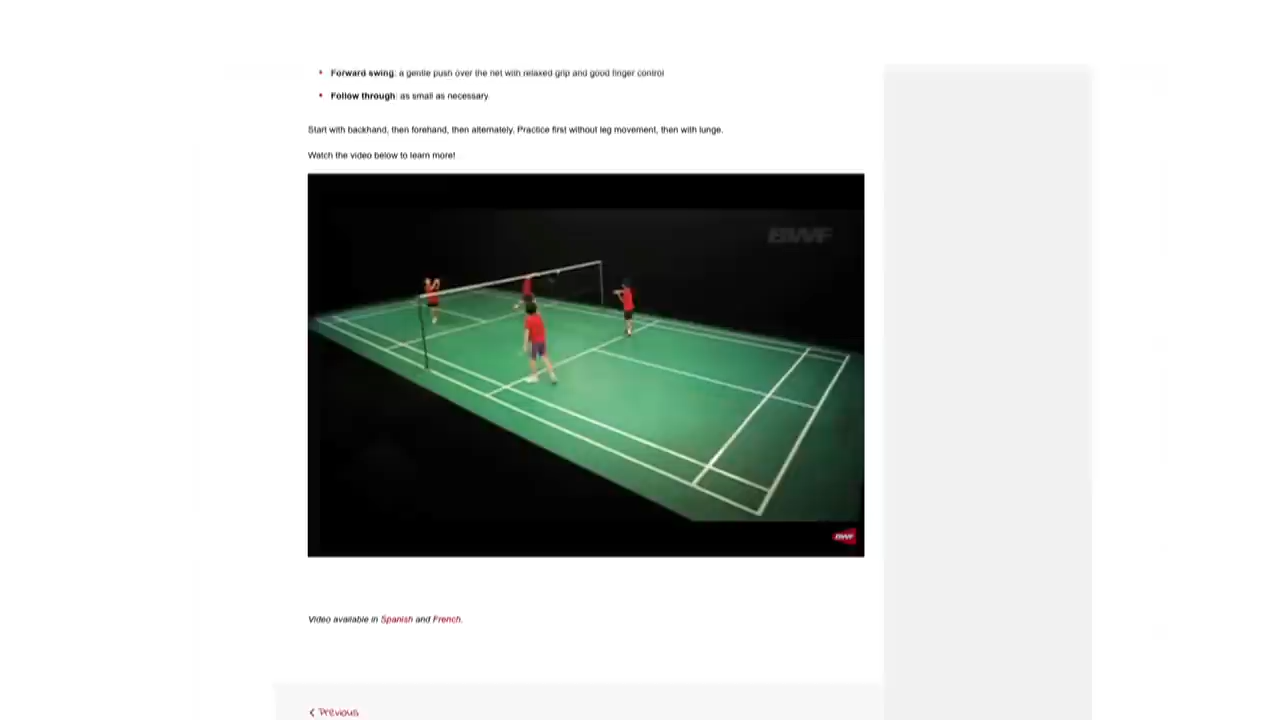 • Forward swing: a gentle push over the net with relaxed grip and good finger control
• Follow through: as small as necessary.
Start with backhand, then forehand, then alternately. Practice first without leg movement, then with lunge.
Watch the video below to learn more!
BWF
BWF
Video available in Spanish and French.
< Previous